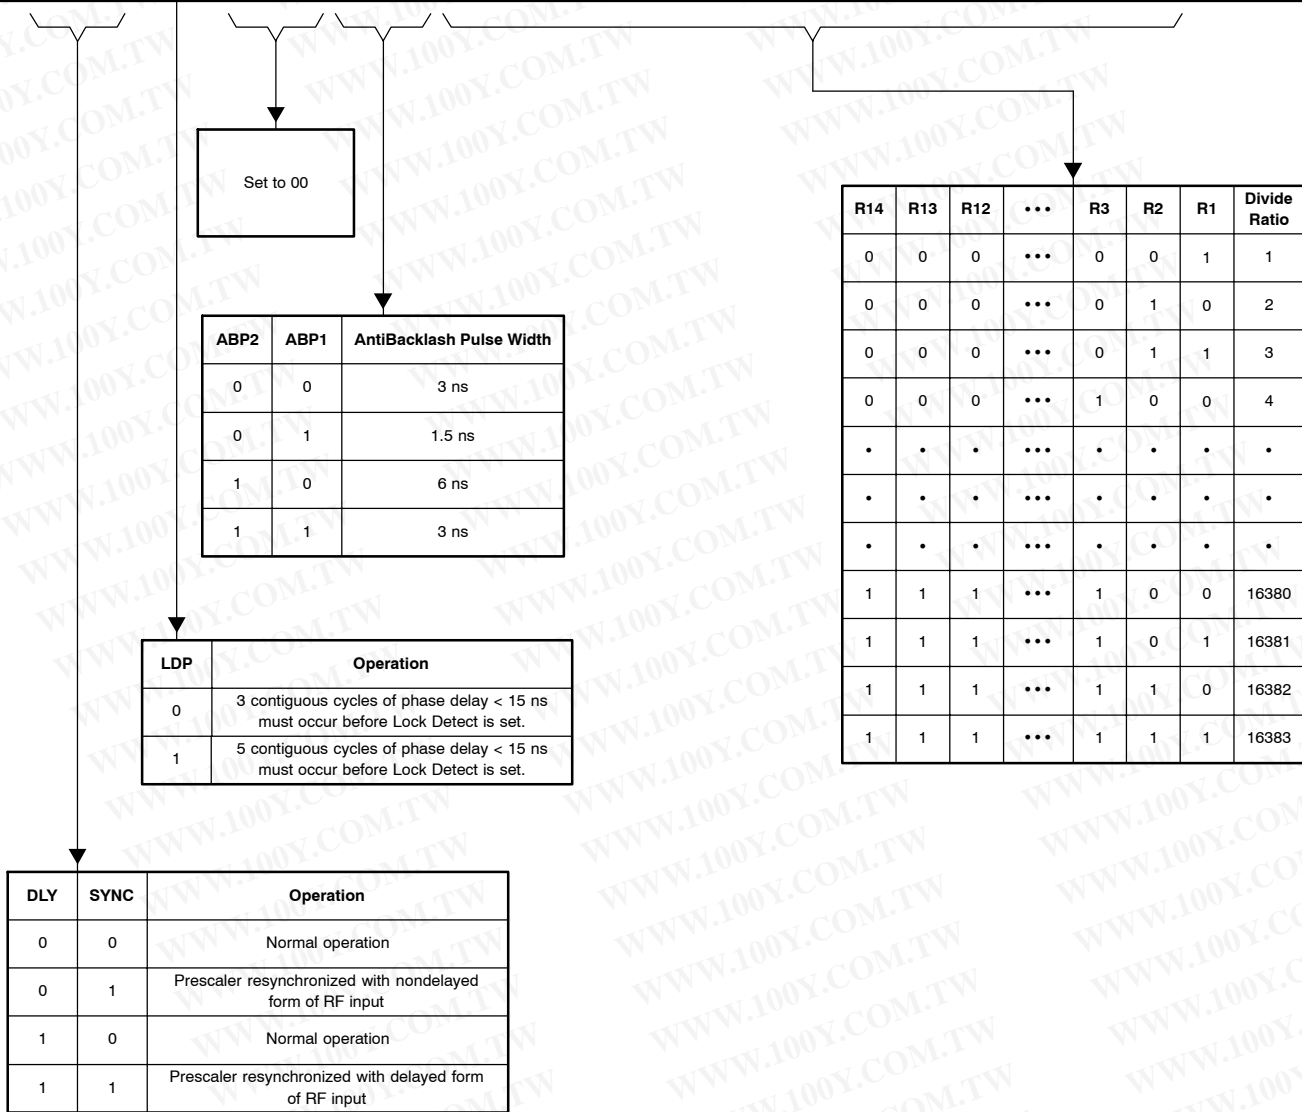 Set to 00
R14 R13 R12 ••• R3 R2 R1 Divide Ratio
0 0 0 ••• 0 0 1 1
0 0 0 ••• 0 1 0 2
0 0 0 ••• 0 1 1 3
0 0 0 ••• 1 0 0 4
• • • ••• • • • •
• • • ••• • • • •
• • • ••• • • • •
1 1 1 ••• 1 0 0 16380
1 1 1 ••• 1 0 1 16381
1 1 1 ••• 1 1 0 16382
1 1 1 ••• 1 1 1 16383
ABP2 ABP1 AntiBacklash Pulse Width
0 0 3 ns
0 1 1.5 ns
1 0 6 ns
1 1 3 ns
LDP Operation
0 3 contiguous cycles of phase delay < 15 ns
must occur before Lock Detect is set.
1 5 contiguous cycles of phase delay < 15 ns
must occur before Lock Detect is set.
DLY SYNC Operation
0 0 Normal operation
0 1 Prescaler resynchronized with nondelayed
form of RF input
1 0 Normal operation
1 1 Prescaler resynchronized with delayed form
of RF input
WWW.100Y.COM.TW